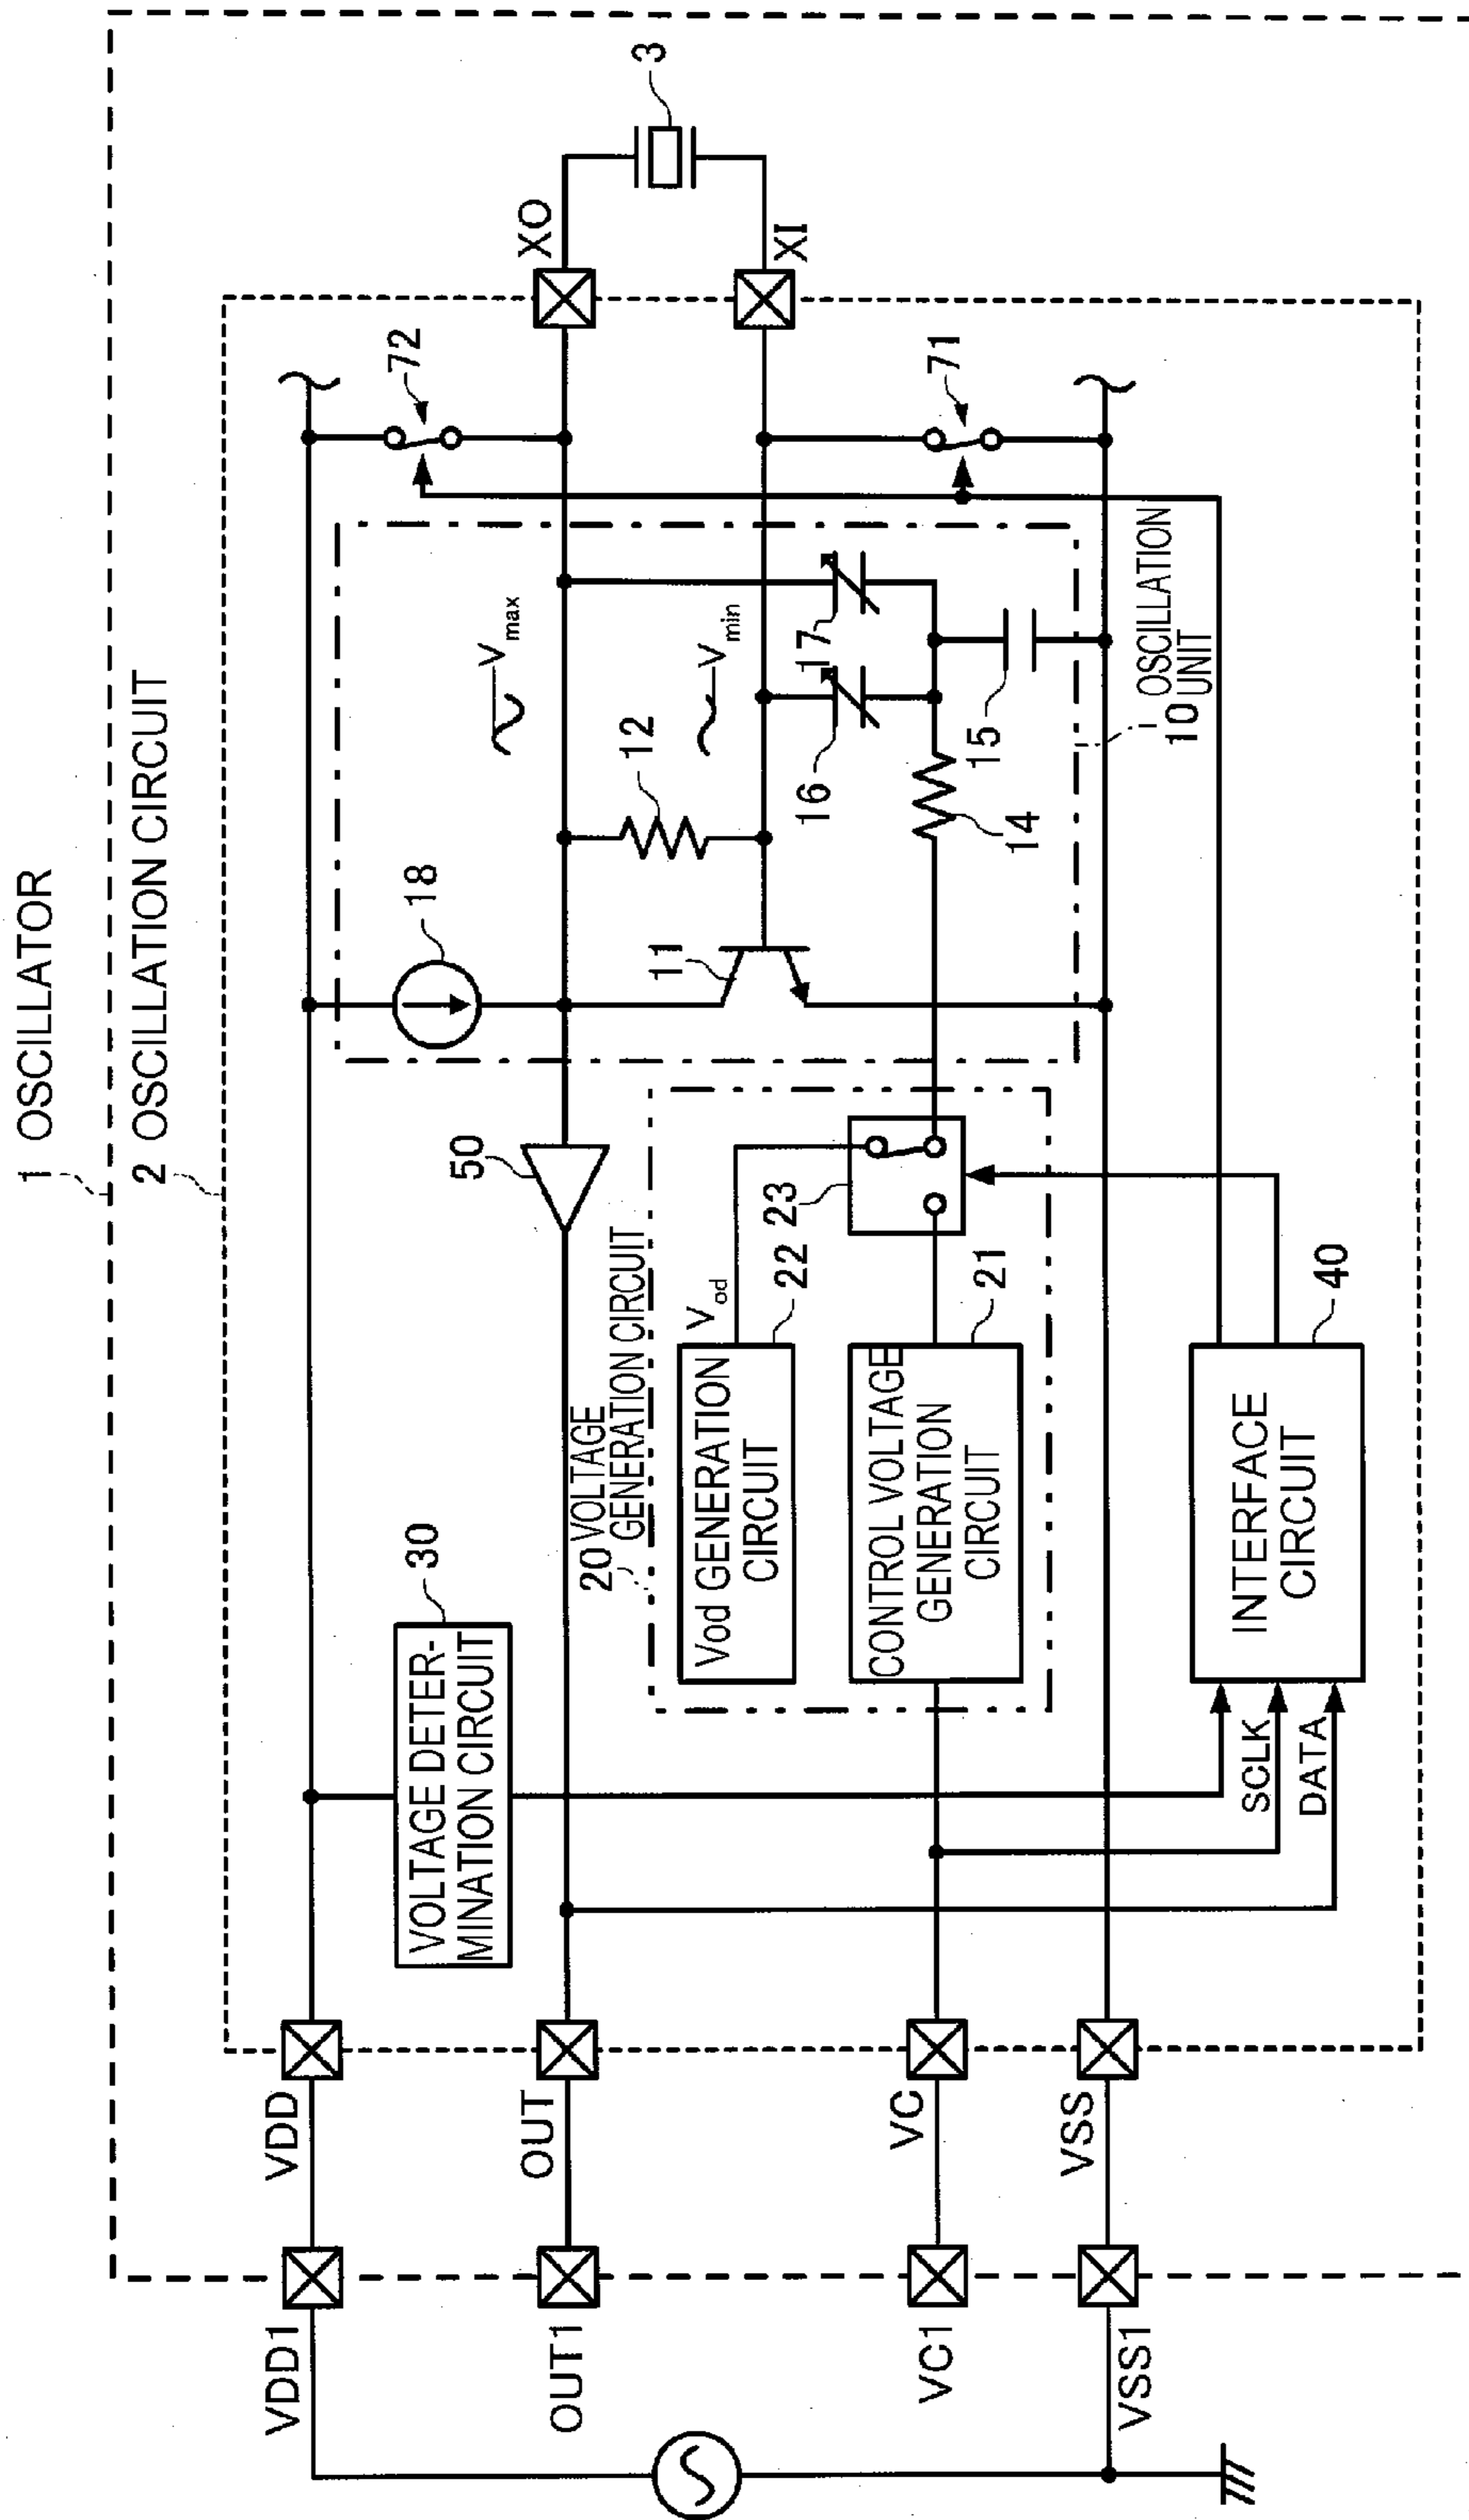 1 OSCILLATOR
2 OSCILLATION CIRCUIT
VDD1
VDD
OUT1
OUT
VC1
VC
VSS1
VSS
30
VOLTAGE DETER-
MINATION CIRCUIT
50
20 VOLTAGE
GENERATION CIRCUIT
Vod GENERATION
CIRCUIT
22
Vod
23
CONTROL VOLTAGE
GENERATION
CIRCUIT
21
SCLK
DATA
INTERFACE
CIRCUIT
40
18
11
12
Vmax
Vmin
16
17
14
15
10 OSCILLATION
UNIT
72
71
XO
XI
3